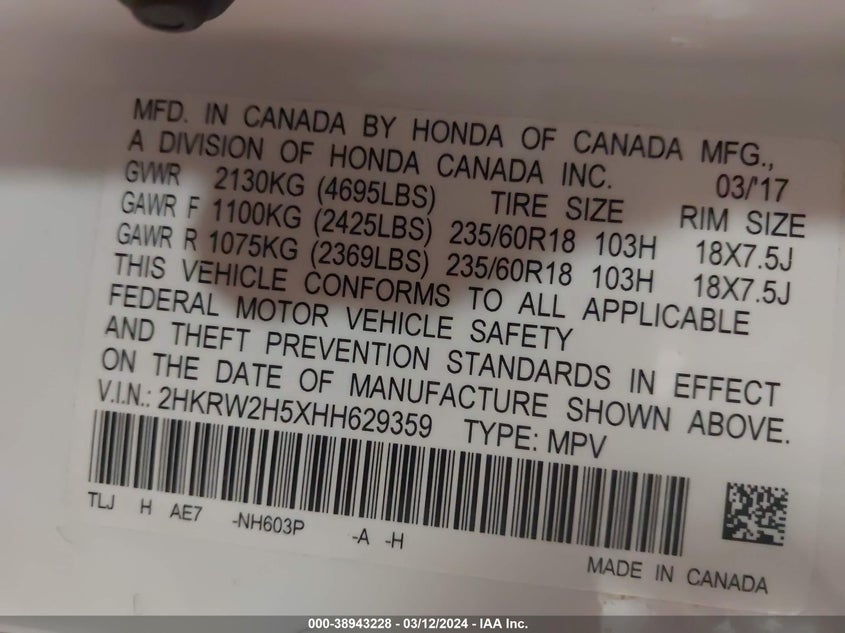 MFD. IN CANADA BY HONDA OF CANADA MFG.,
A DIVISION OF HONDA CANADA INC. 03/'17
GVWR 2130KG (4695LBS) TIRE SIZE RIM SIZE
GAWR F 1100KG (2425LBS) 235/60R18 103H 18X7.5J
GAWR R 1075KG (2369LBS) 235/60R18 103H 18X7.5J
THIS VEHICLE CONFORMS TO ALL APPLICABLE
FEDERAL MOTOR VEHICLE SAFETY
AND THEFT PREVENTION STANDARDS IN EFFECT
ON THE DATE OF MANUFACTURE SHOWN ABOVE.
V.I.N.: 2HKRW2H5XHH629359 TYPE: MPV
TLJ H AE7 -NH603P -A -H
MADE IN CANADA
000-38943228 - 03/12/2024 - IAA Inc.